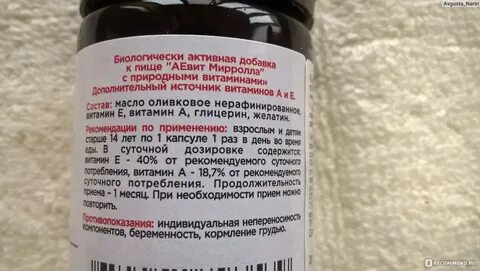 Avgusta_Narin
Биологически активная добавка
к пище "АЕвит Мирролла"
с природными витаминами»
Дополнительный источник витаминов А и Е.
Состав: масло оливковое нерафинированное,
витамин Е, витамин А, глицерин, желатин.
Рекомендации по применению: взрослым и детям
старше 14 лет по 1 капсуле 1 раз в день во время
еды. В суточной дозировке содержится:
витамин Е - 40% от рекомендуемого суточного
потребления, витамин А - 18,7% от рекомендуемого
суточного потребления. Продолжительность
приема - 1 месяц. При необходимости прием можно
повторить.
Противопоказания: индивидуальная непереносимость
компонентов, беременность, кормление грудью.
IRECOMMEND.RU